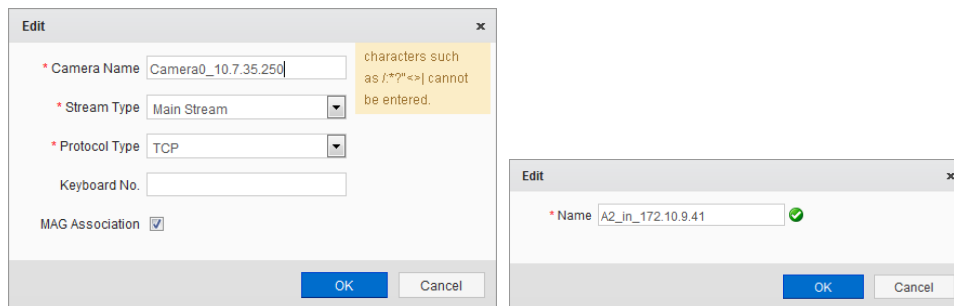 Edit x
characters such
as /:*?"<>| cannot
be entered.
* Camera Name Camera0_10.7.35.250
* Stream Type Main Stream
* Protocol Type TCP
Keyboard No.
MAG Association
OK Cancel
Edit x
* Name A2_in_172.10.9.41
OK Cancel